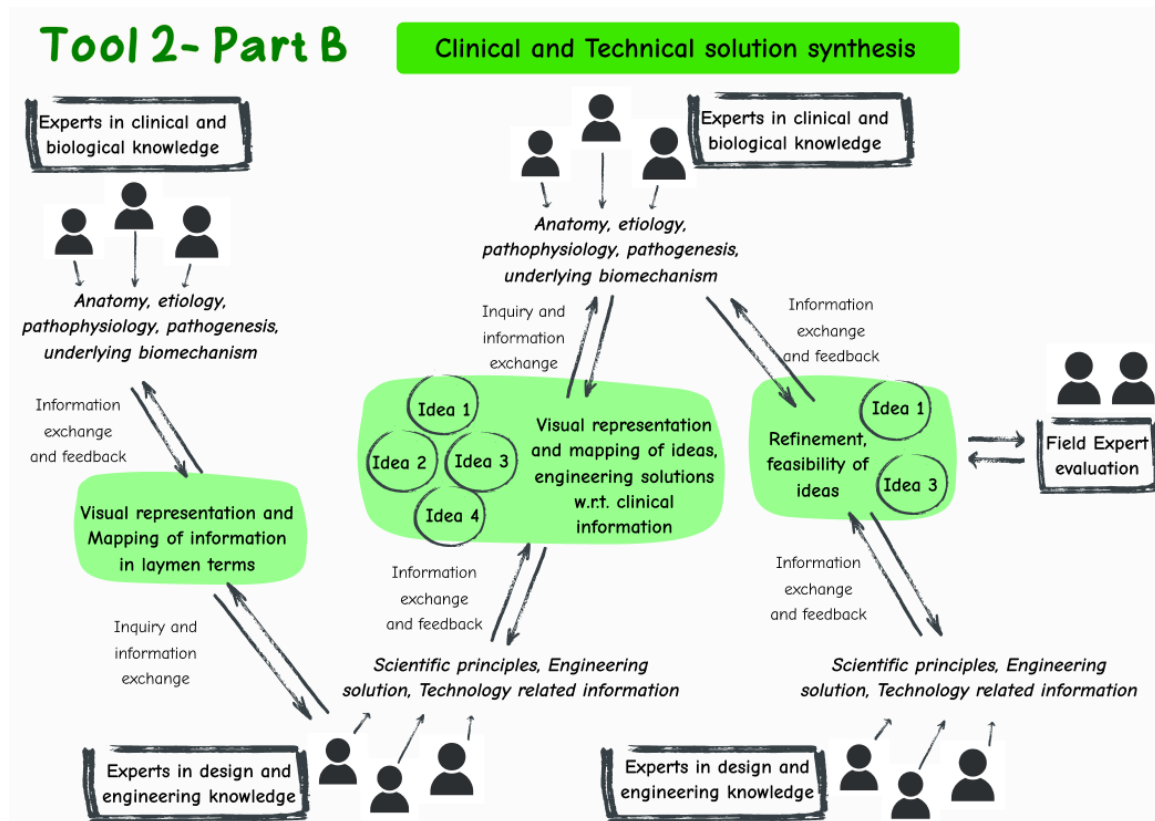 Tool 2- Part B
Clinical and Technical solution synthesis
Experts in clinical and
biological knowledge
Anatomy, etiology,
pathophysiology, pathogenesis,
underlying biomechanism
Information
exchange
and feedback
Visual representation and
Mapping of information
in laymen terms
Inquiry and
information
exchange
Experts in design and
engineering knowledge
Experts in clinical and
biological knowledge
Anatomy, etiology,
pathophysiology, pathogenesis,
underlying biomechanism
Inquiry and
information
exchange
Information
exchange
and feedback
Idea 1
Idea 2
Idea 3
Idea 4
Visual representation
and mapping of ideas,
engineering solutions
w.r.t. clinical
information
Information
exchange
and feedback
Scientific principles, Engineering
solution, Technology related information
Refinement,
feasibility of
ideas
Idea 1
Idea 3
Field Expert
evaluation
Information
exchange
and feedback
Scientific principles, Engineering
solution, Technology related information
Experts in design and
engineering knowledge